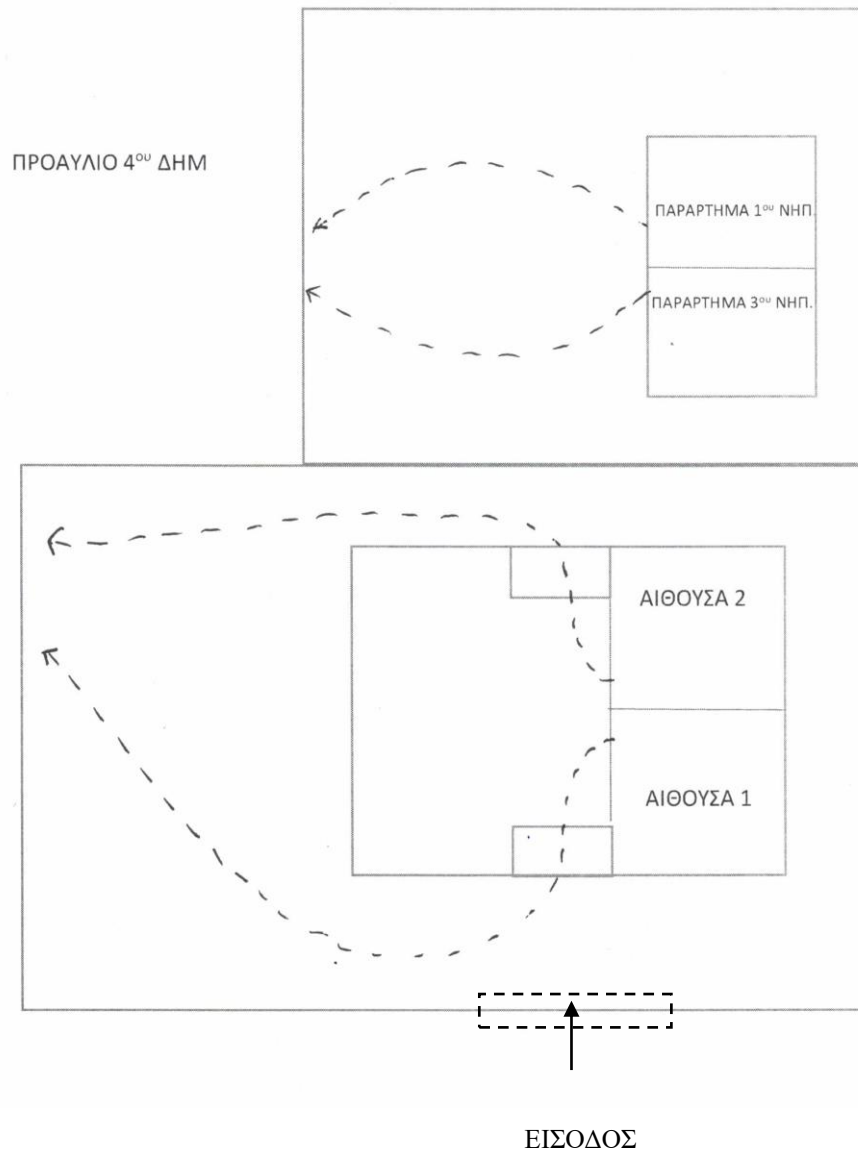 ΠΡΟΑΥΛΙΟ 4ου ΔΗΜ
ΠΑΡΑΡΤΗΜΑ 1ου ΝΗΠ.
ΠΑΡΑΡΤΗΜΑ 3ου ΝΗΠ.
ΑΙΘΟΥΣΑ 2
ΑΙΘΟΥΣΑ 1
ΕΙΣΟΔΟΣ